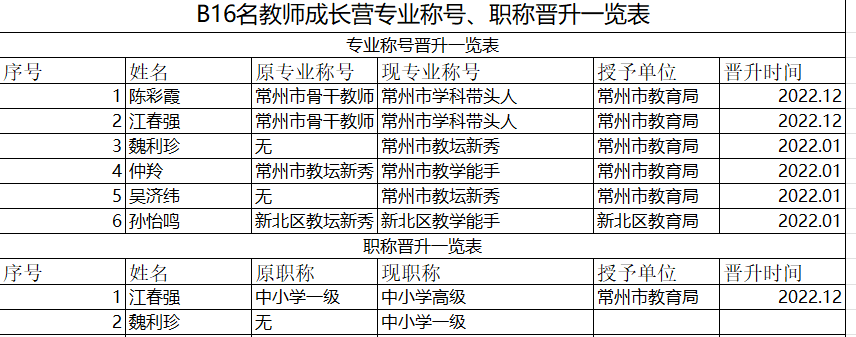 B16名教师成长营专业称号、职称晋升一览表
专业称号晋升一览表
序号 姓名 原专业称号 现专业称号 授予单位 晋升时间
1 陈彩霞 常州市骨干教师 常州市学科带头人 常州市教育局 2022.12
2 江春强 常州市骨干教师 常州市学科带头人 常州市教育局 2022.12
3 魏利珍 无 常州市教坛新秀 常州市教育局 2022.01
4 仲羚 常州市教坛新秀 常州市教学能手 常州市教育局 2022.01
5 吴济纬 无 常州市教坛新秀 常州市教育局 2022.01
6 孙怡鸣 新北区教坛新秀 新北区教学能手 新北区教育局 2022.01
职称晋升一览表
序号 姓名 原职称 现职称 授予单位 晋升时间
1 江春强 中小学一级 中小学高级 常州市教育局 2022.12
2 魏利珍 无 中小学一级